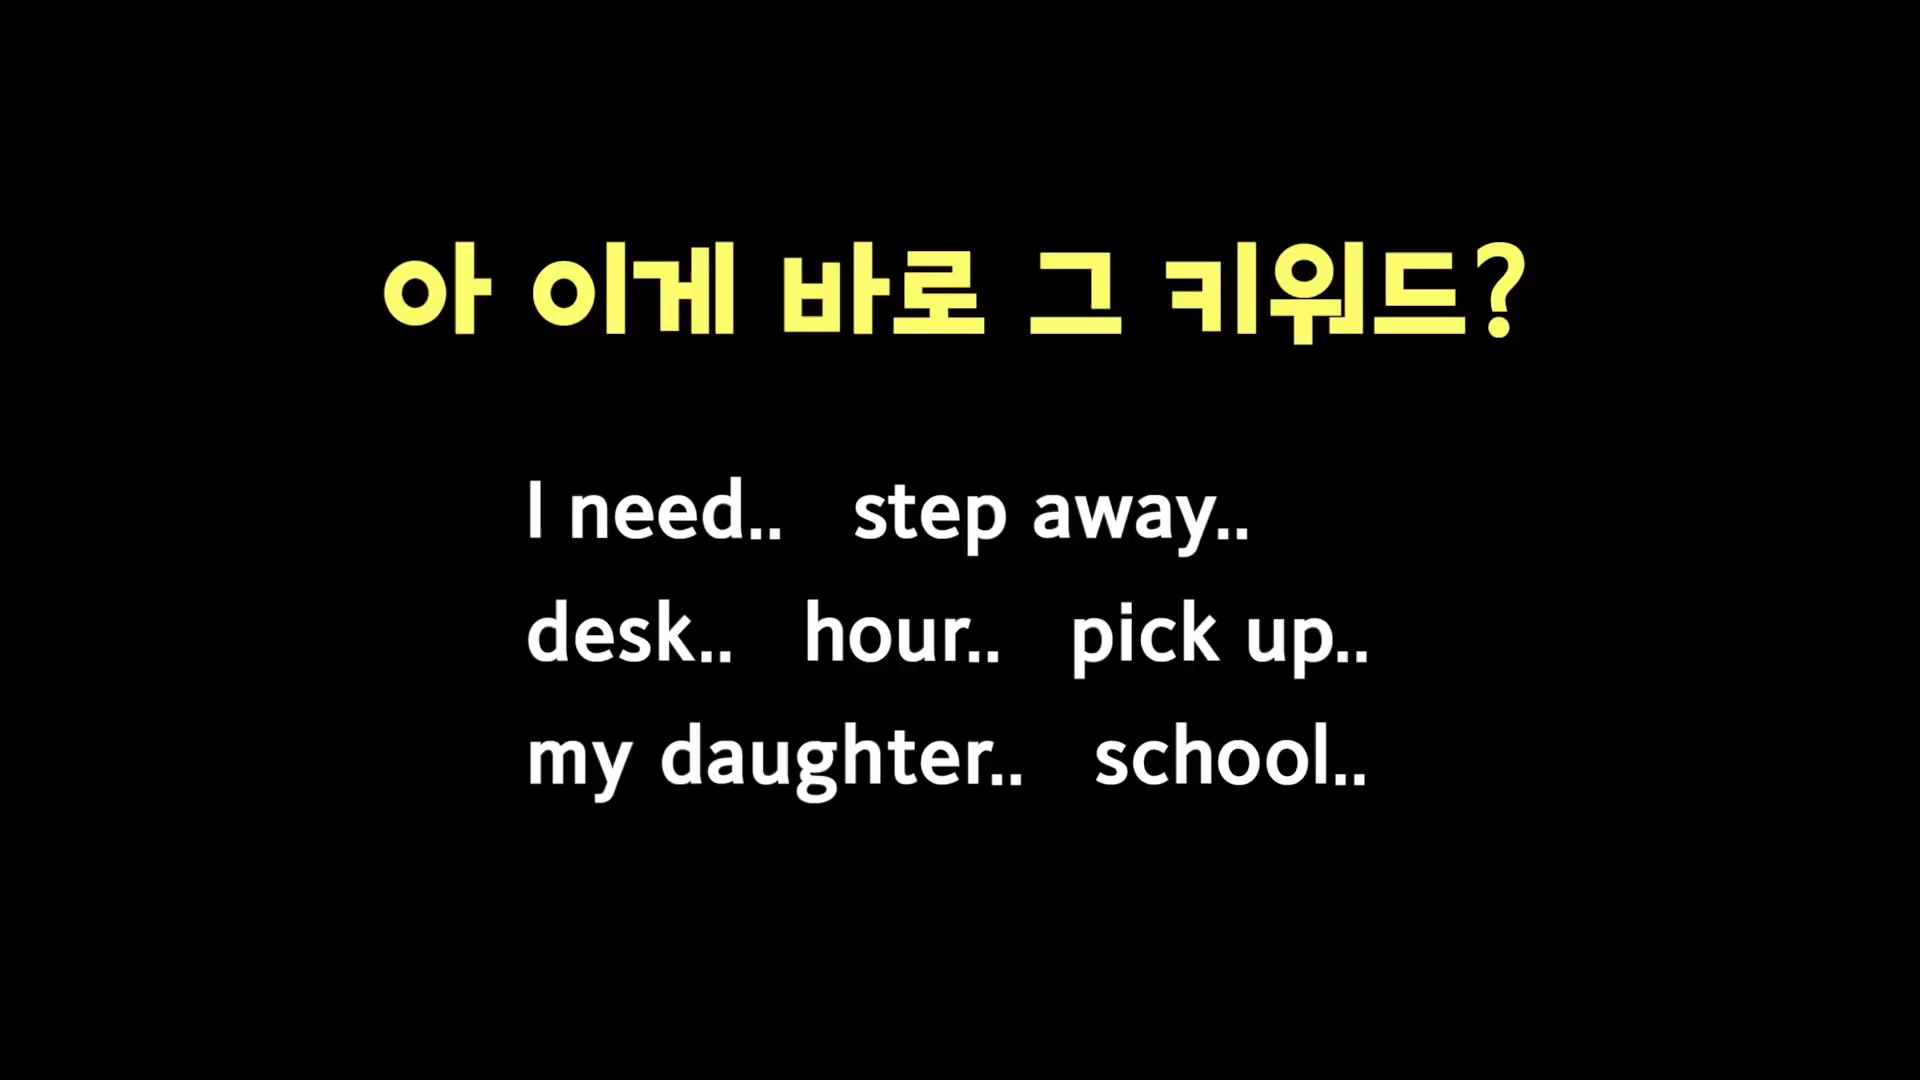 아 이게 바로 그 키워드?
I need.. step away..
desk.. hour.. pick up..
my daughter.. school..